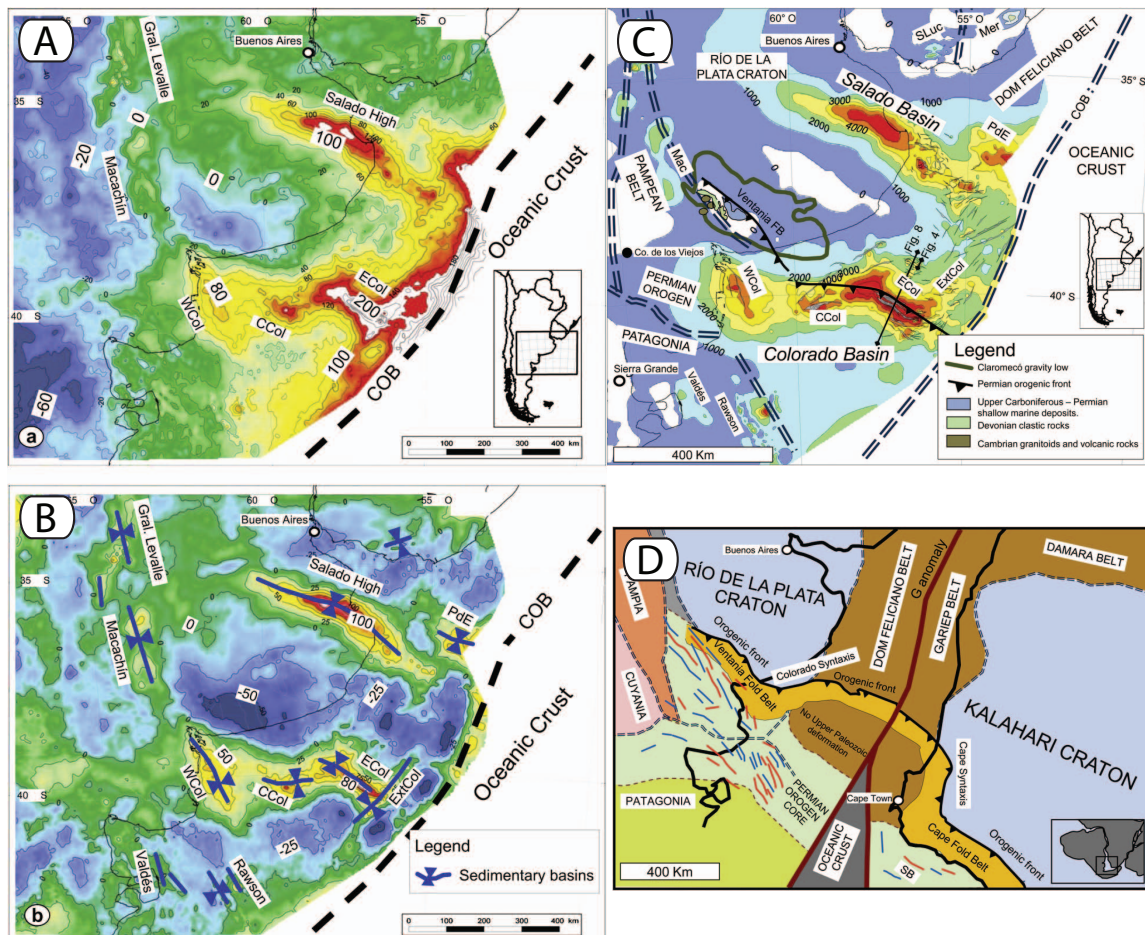 A
60
O
55
Buenos Aires
Gral. Levalle
35
S
0
-20
Salado High
100
Macachin
0
80
WCol
CCol
ECol
200
100
40
S
-60
COB
Oceanic Crust
a
0 100 200 300 400
km
C
60° O
55° O
Buenos Aires
SLuc
Mer
RÍO DE LA
PLATA CRATON
DOM FELICIANO BELT
COB
35° S
Salado Basin
1000
3000
1000
2000
4000
PdE
OCEANIC
CRUST
PAMPEAN
BELT
Mac
Ventania FB
1000
Co. de los Viejos
Fig. 8
Fig. 4
PERMIAN
OROGEN
WCol
2000
3000
ECol
ExtCol
CCol
40° S
PATAGONIA
1000
Colorado Basin
Sierra Grande
Valdés
Rawson
400 Km
Legend
Claromecó gravity low
Permian orogenic front
Upper Carboniferous – Permian
shallow marine deposits.
Devonian clastic rocks
Cambrian granitoids and volcanic rocks
B
60
O
55
O
Buenos Aires
Gral. Levalle
35
S
Salado High
100
0
PdE
Macachin
-50
-25
COB
Oceanic Crust
50
WCol
CCol
ECol
80
ExtCol
40
S
-25
Valdés
Rawson
Legend
Sedimentary basins
b
0 100 200 300 400
km
D
Buenos Aires
RÍO DE LA PLATA
CRATON
DOM FELICIANO BELT
G anomaly
GARIEP BELT
DAMARA BELT
CUYANIA
Orogenic front
Ventania Fold Belt
Colorado Syntaxis
Orogenic front
No Upper Paleozoic
deformation
KALAHARI CRATON
Cape Syntaxis
PATAGONIA
PERMIAN
OROGEN
CORE
Cape Town
OCEANIC
CRUST
Cape Fold Belt
Orogenic front
SB
400 Km